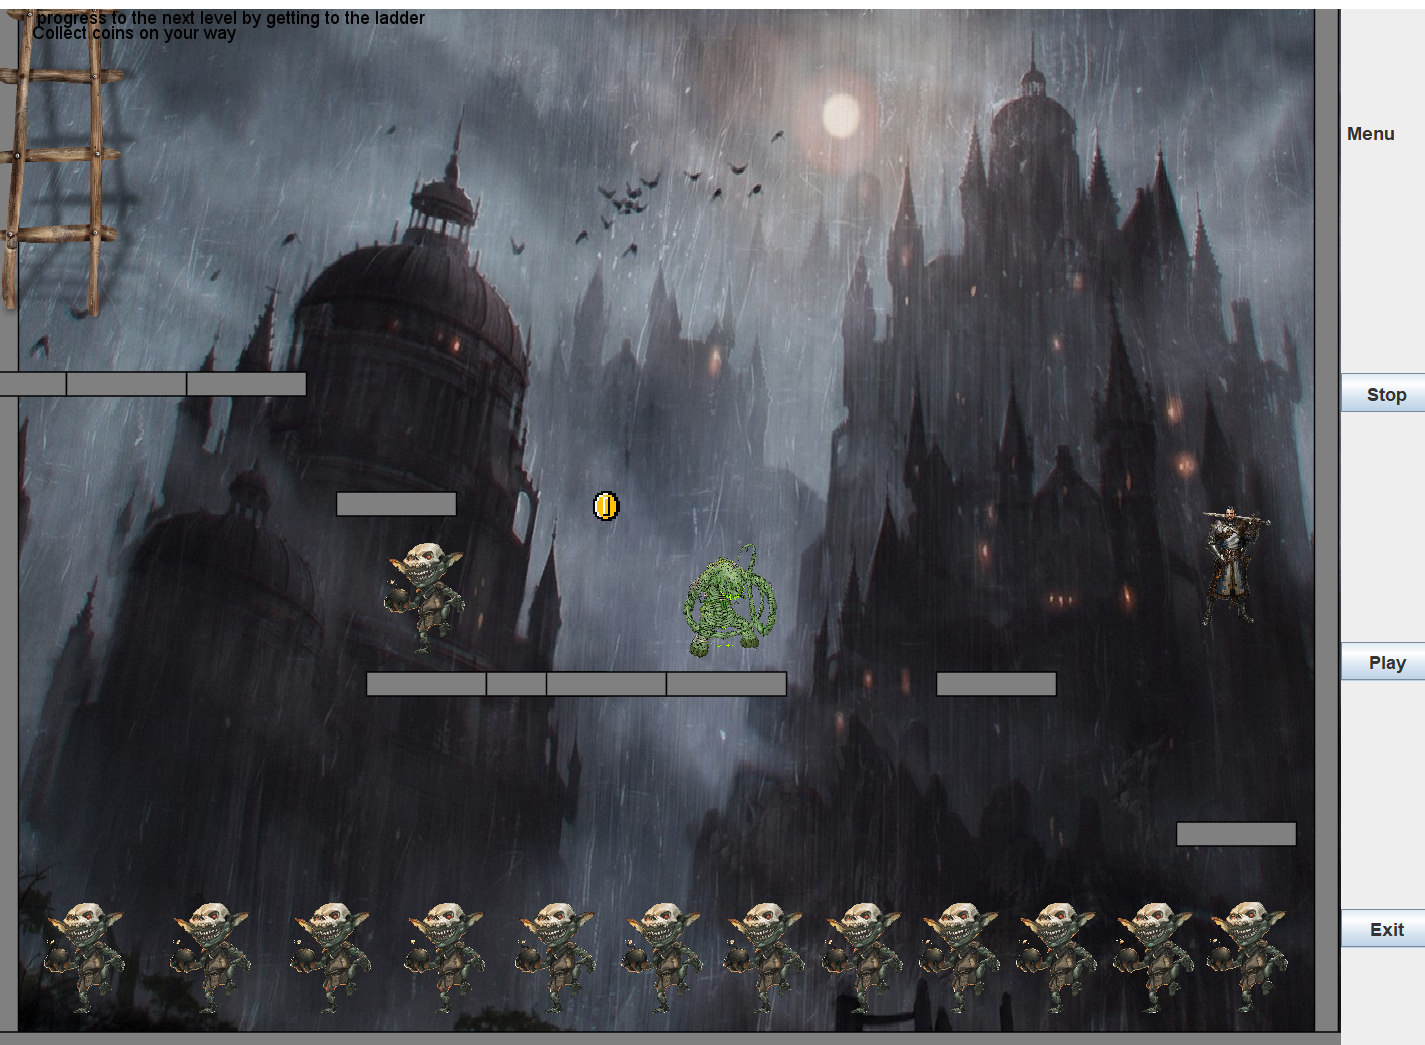 progress to the next level by getting to the ladder
Collect coins on your way
Menu
Stop
Play
Exit